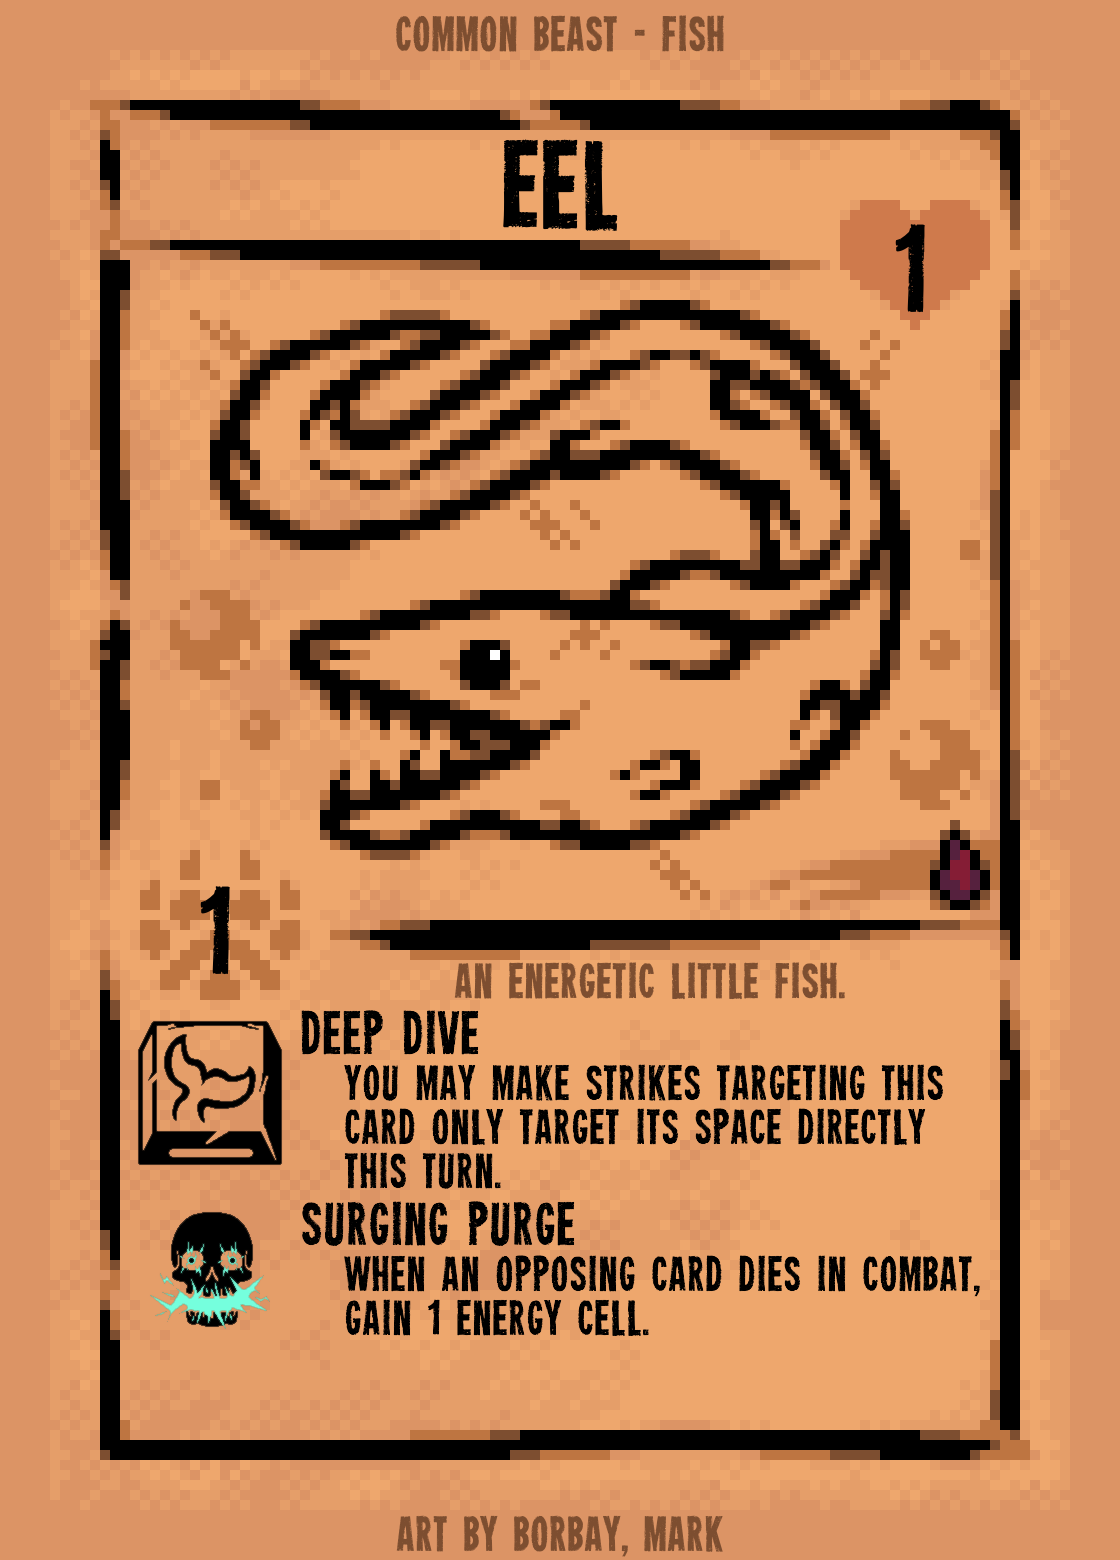 COMMON BEAST - FISH
EEL
1
1
AN ENERGETIC LITTLE FISH.
DEEP DIVE
YOU MAY MAKE STRIKES TARGETING THIS
CARD ONLY TARGET ITS SPACE DIRECTLY
THIS TURN.
SURGING PURGE
WHEN AN OPPOSING CARD DIES IN COMBAT,
GAIN 1 ENERGY CELL.
ART BY BORBAY, MARK